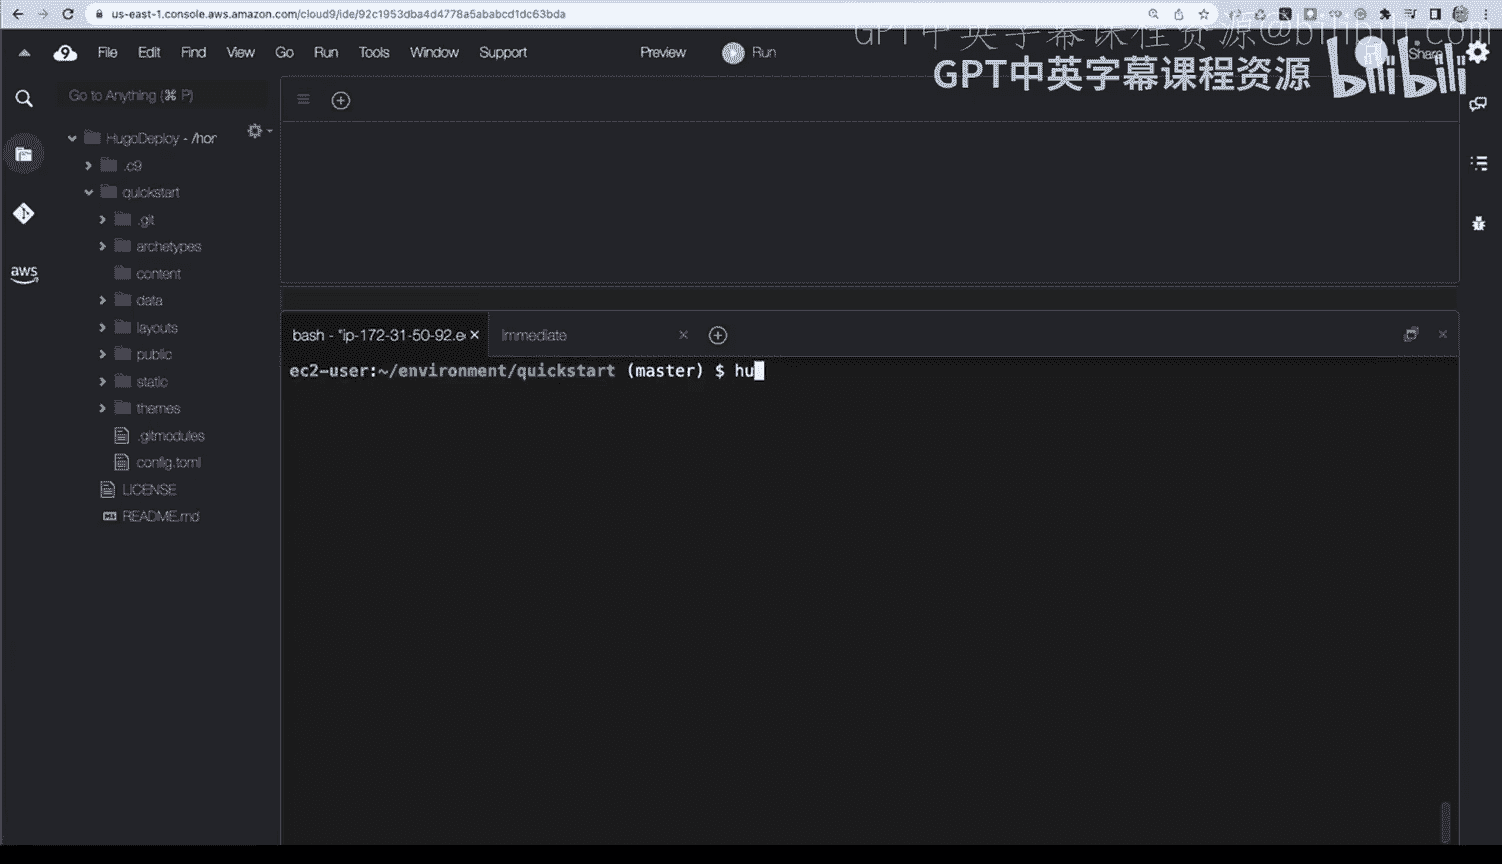 us-east-1.console.aws.amazon.com/cloud9/ide/92c1953dba4d4778a5ababcd1dc63bda
GPT中英字幕课程资源@bilibili.com
9 File Edit Find View Go Run Tools Window Support Preview Run Share
GPT中英字幕课程资源 bilibili
Go to Anything (⌘ P)
HugoDeploy - /hor
.c9
quickstart
.git
archetypes
aws
content
data
layouts
public
static
themes
.gitmodules
config.toml
LICENSE
README.md
bash - "ip-172-31-50-92.e Immediate
ec2-user:~/environment/quickstart (master) $ hu